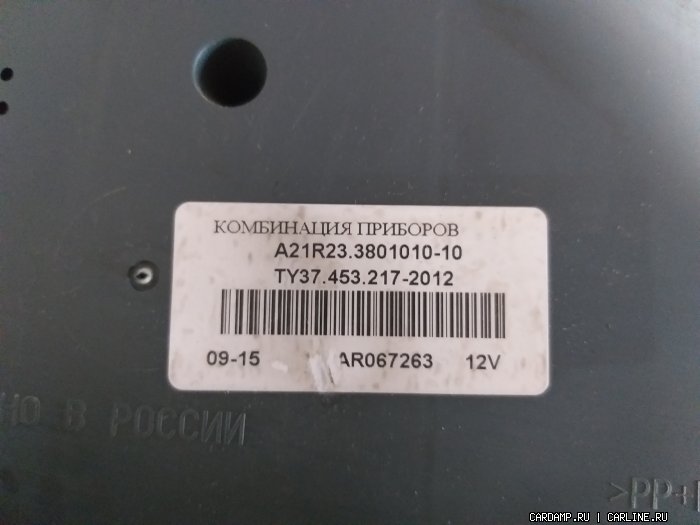 КОМБИНАЦИЯ ПРИБОРОВ
A21R23.3801010-10
ТУ37.453.217-2012
09-15 AR067263 12V
НО В РОССИИ
>PP+
CARDAMP.RU | CARLINE.RU